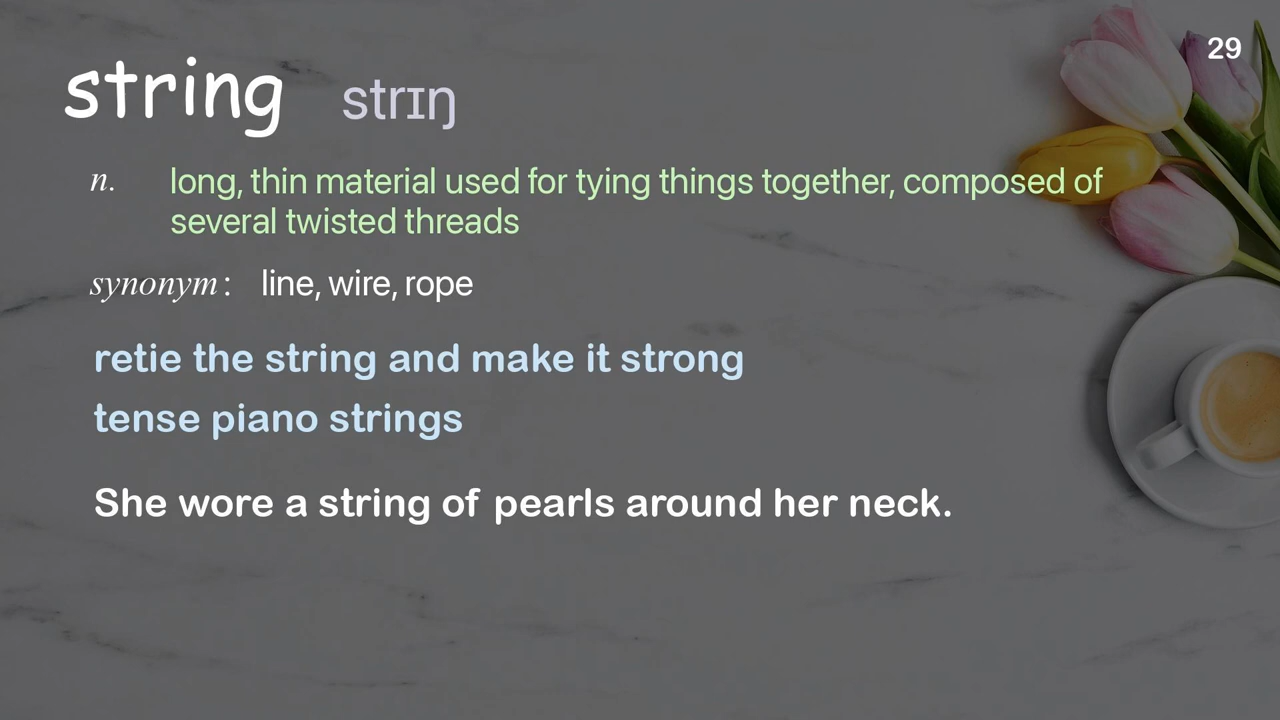 29
string strɪŋ
n. long, thin material used for tying things together, composed of
several twisted threads
synonym: line, wire, rope
retie the string and make it strong
tense piano strings
She wore a string of pearls around her neck.